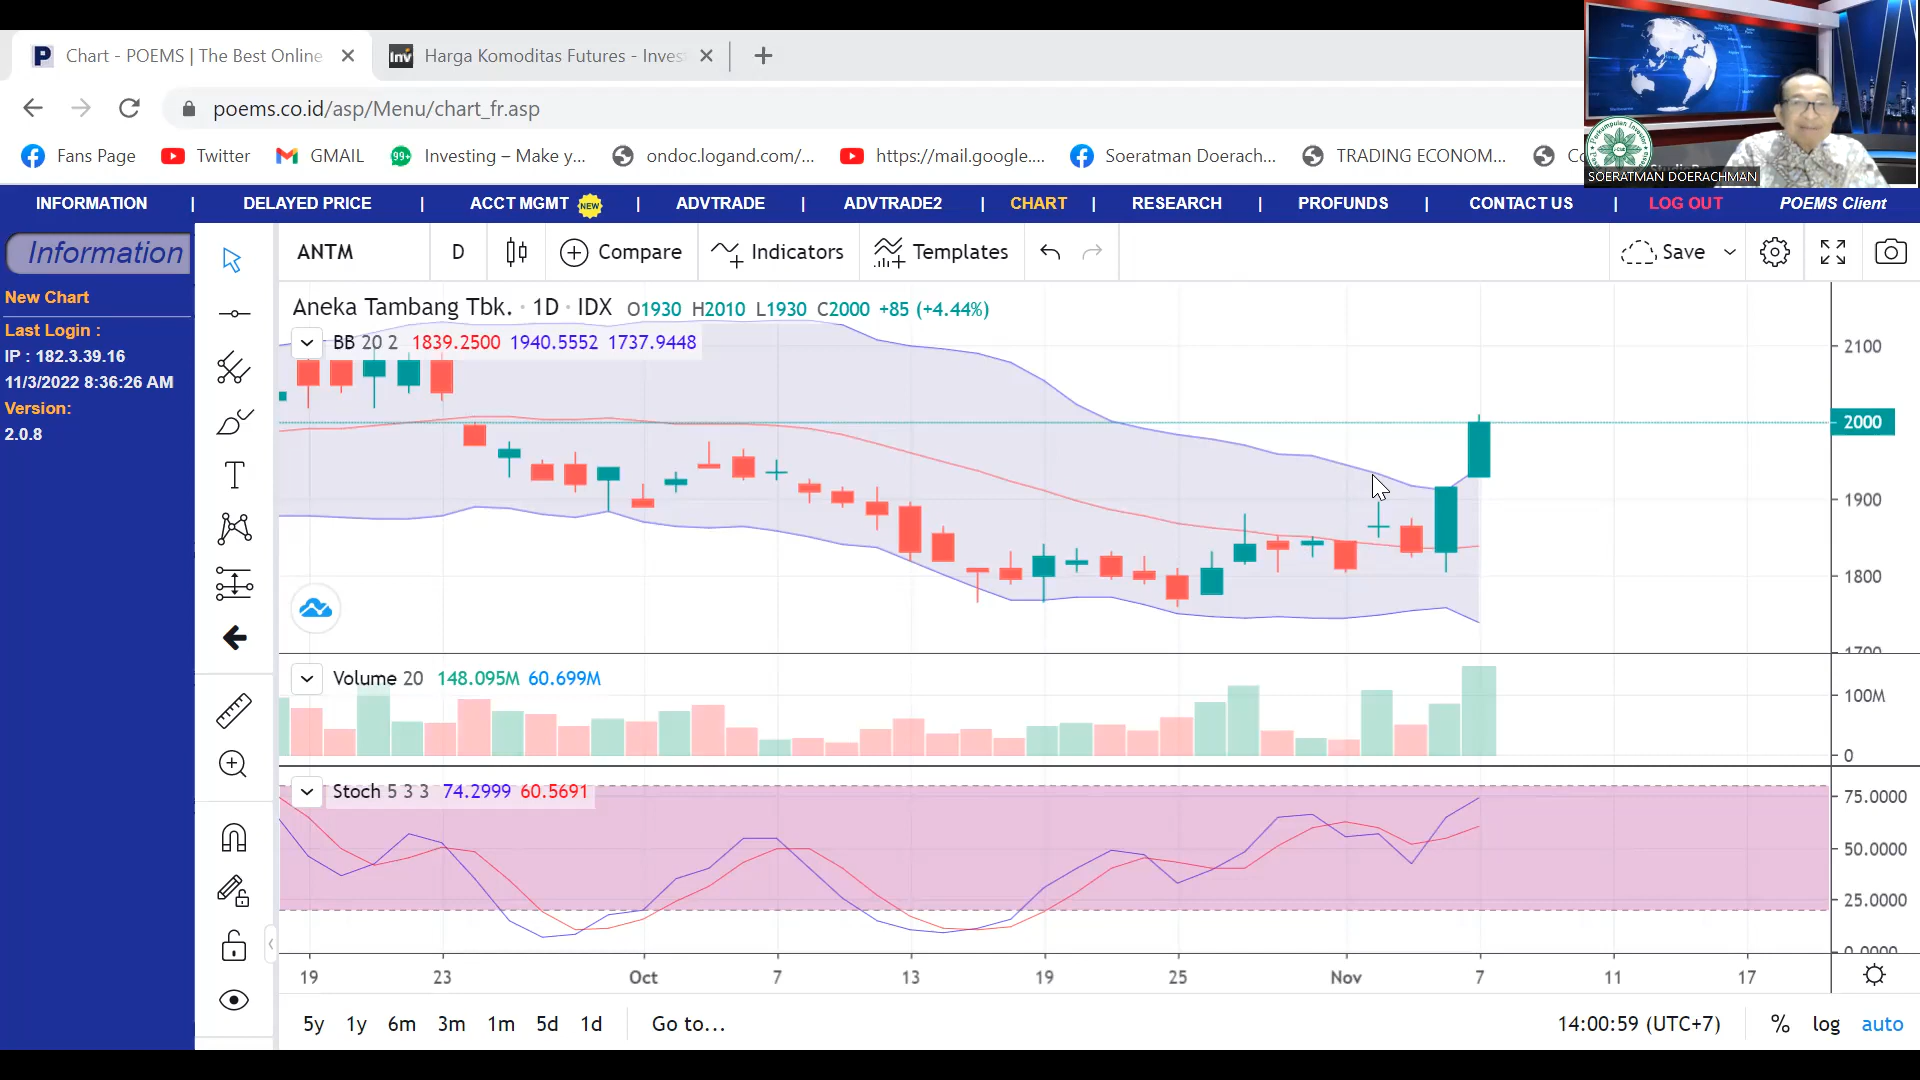 Chart - POEMS | The Best Online
Harga Komoditas Futures - Inves
poems.co.id/asp/Menu/chart_fr.asp
Fans Page
Twitter
GMAIL
99+
Investing – Make y...
ondoc.logand.com/...
https://mail.google....
Soeratman Doerach...
TRADING ECONOM...
SOERATMAN DOERACHMAN
INFORMATION | DELAYED PRICE | ACCT MGMT NEW | ADVTRADE | ADVTRADE2 | CHART | RESEARCH | PROFUNDS | CONTACT US | LOG OUT POEMS Client
Information
New Chart
Last Login :
IP : 182.3.39.16
11/3/2022 8:36:26 AM
Version:
2.0.8
ANTM
D
Compare
Indicators
Templates
Save
Aneka Tambang Tbk. · 1D · IDX O1930 H2010 L1930 C2000 +85 (+4.44%)
BB 20 2 1839.2500 1940.5552 1737.9448
2100
2000
1900
1800
1700
Volume 20 148.095M 60.699M
100M
0
Stoch 5 3 3 74.2999 60.5691
75.0000
50.0000
25.0000
0.0000
19 23 Oct 7 13 19 25 Nov 7 11 17
5y 1y 6m 3m 1m 5d 1d Go to...
14:00:59 (UTC+7) % log auto